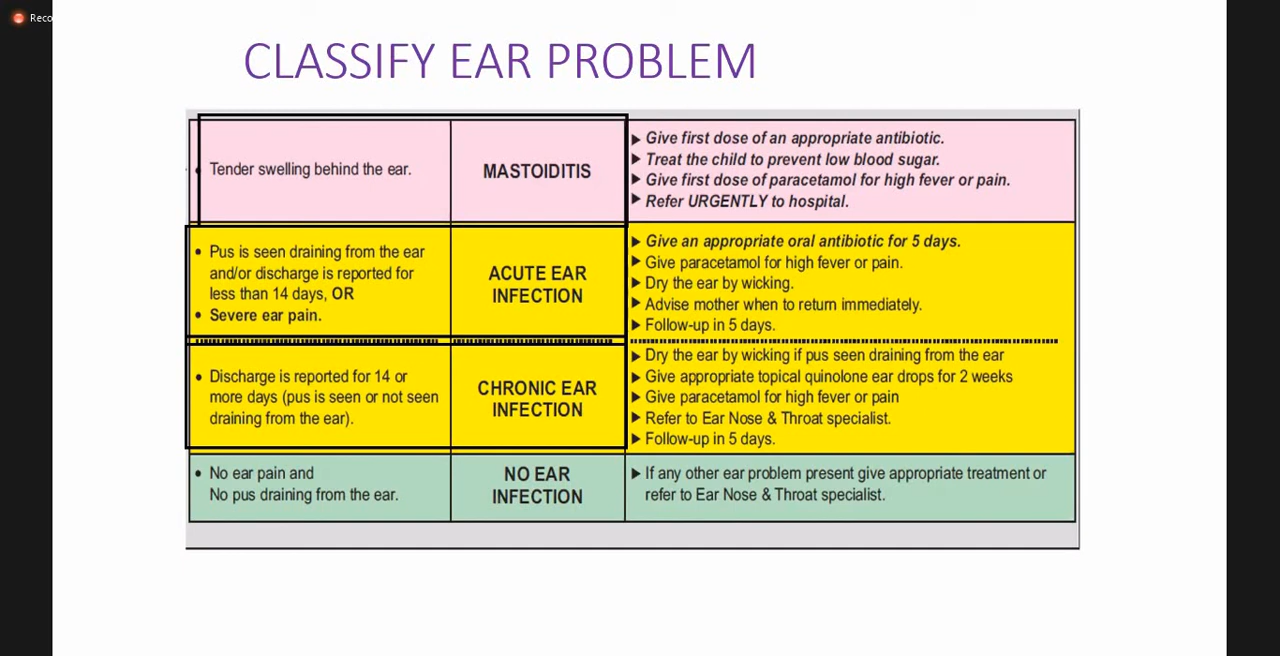 Reco
CLASSIFY EAR PROBLEM
• Tender swelling behind the ear.
MASTOIDITIS
▶ Give first dose of an appropriate antibiotic.
▶ Treat the child to prevent low blood sugar.
▶ Give first dose of paracetamol for high fever or pain.
▶ Refer URGENTLY to hospital.
• Pus is seen draining from the ear
and/or discharge is reported for
less than 14 days, OR
• Severe ear pain.
ACUTE EAR
INFECTION
▶ Give an appropriate oral antibiotic for 5 days.
▶ Give paracetamol for high fever or pain.
▶ Dry the ear by wicking.
▶ Advise mother when to return immediately.
▶ Follow-up in 5 days.
• Discharge is reported for 14 or
more days (pus is seen or not seen
draining from the ear).
CHRONIC EAR
INFECTION
▶ Dry the ear by wicking if pus seen draining from the ear
▶ Give appropriate topical quinolone ear drops for 2 weeks
▶ Give paracetamol for high fever or pain
▶ Refer to Ear Nose & Throat specialist.
▶ Follow-up in 5 days.
• No ear pain and
No pus draining from the ear.
NO EAR
INFECTION
▶ If any other ear problem present give appropriate treatment or
refer to Ear Nose & Throat specialist.